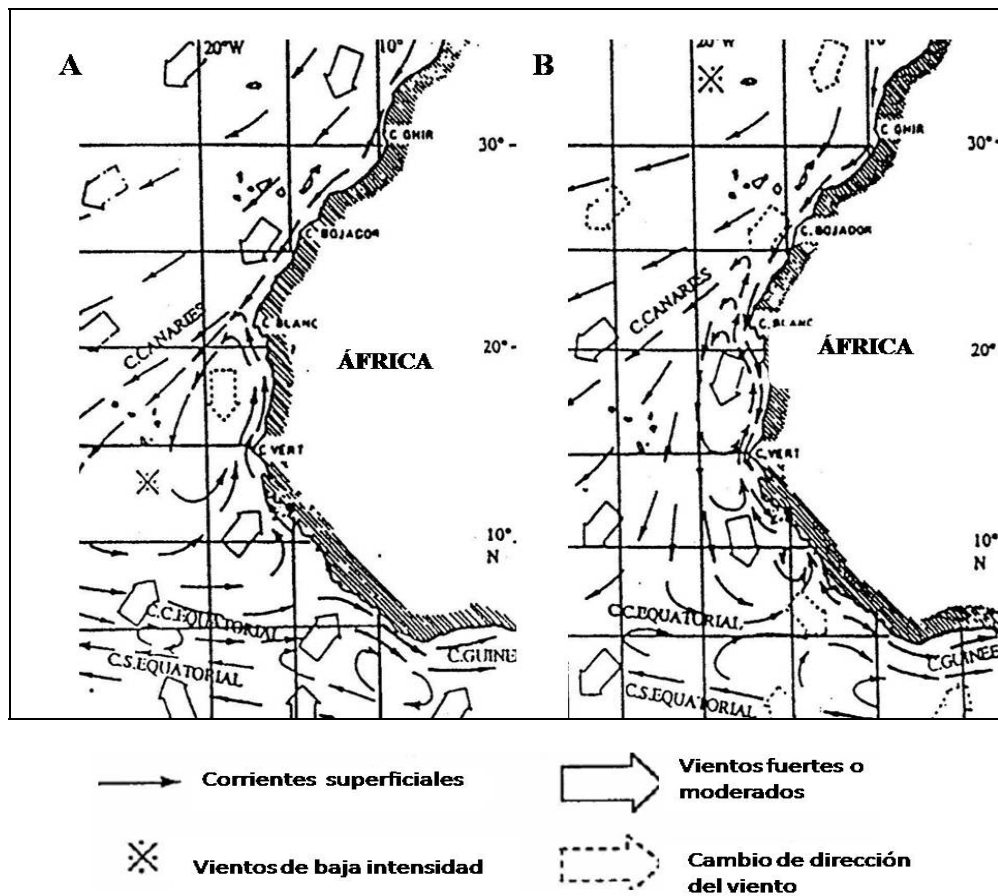 A
20°W
10°
C. GHIR
30°
C. BOJADOR
C.CANARIES
C. BLANC
20°
ÁFRICA
C. VERT
10°
N
C.C.EQUATORIAL
C.S.EQUATORIAL
C.GUINE
B
20°W
10°
C. GHIR
30°
C. BOJADOR
C.CANARIES
C. BLANC
20°
ÁFRICA
C. VERT
10°
N
C.C.EQUATORIAL
C.S.EQUATORIAL
C.GUINEE
Corrientes superficiales
Vientos fuertes o
moderados
Vientos de baja intensidad
Cambio de dirección
del viento